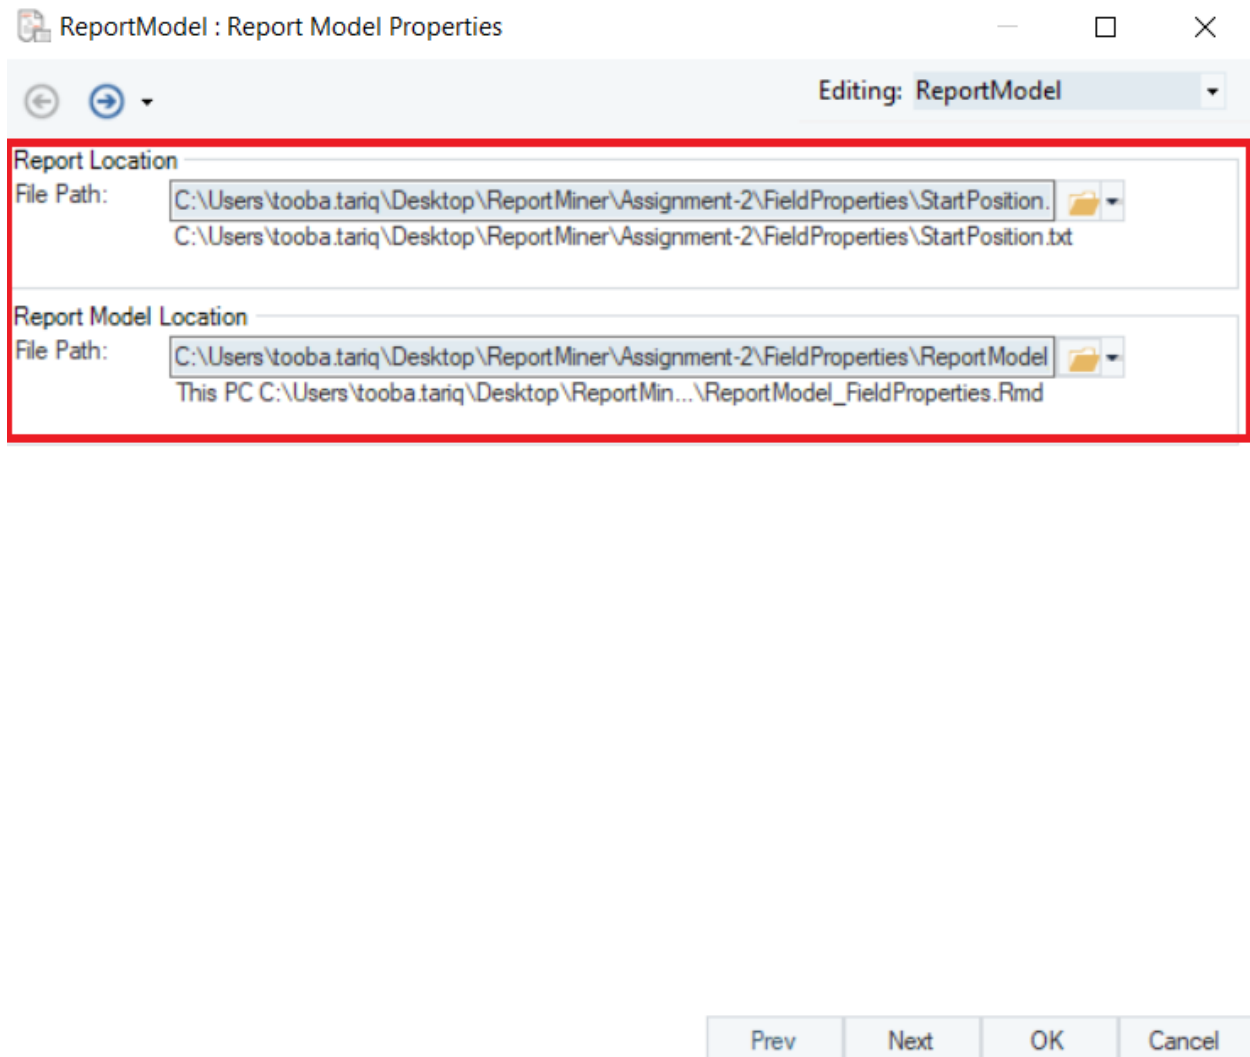 ReportModel : Report Model Properties
Editing: ReportModel
Report Location
File Path: C:\Users\tooba.tariq\Desktop\ReportMiner\Assignment-2\FieldProperties\StartPosition.
C:\Users\tooba.tariq\Desktop\ReportMiner\Assignment-2\FieldProperties\StartPosition.txt
Report Model Location
File Path: C:\Users\tooba.tariq\Desktop\ReportMiner\Assignment-2\FieldProperties\ReportModel
This PC C:\Users\tooba.tariq\Desktop\ReportMin...\ReportModel_FieldProperties.Rmd
Prev Next OK Cancel